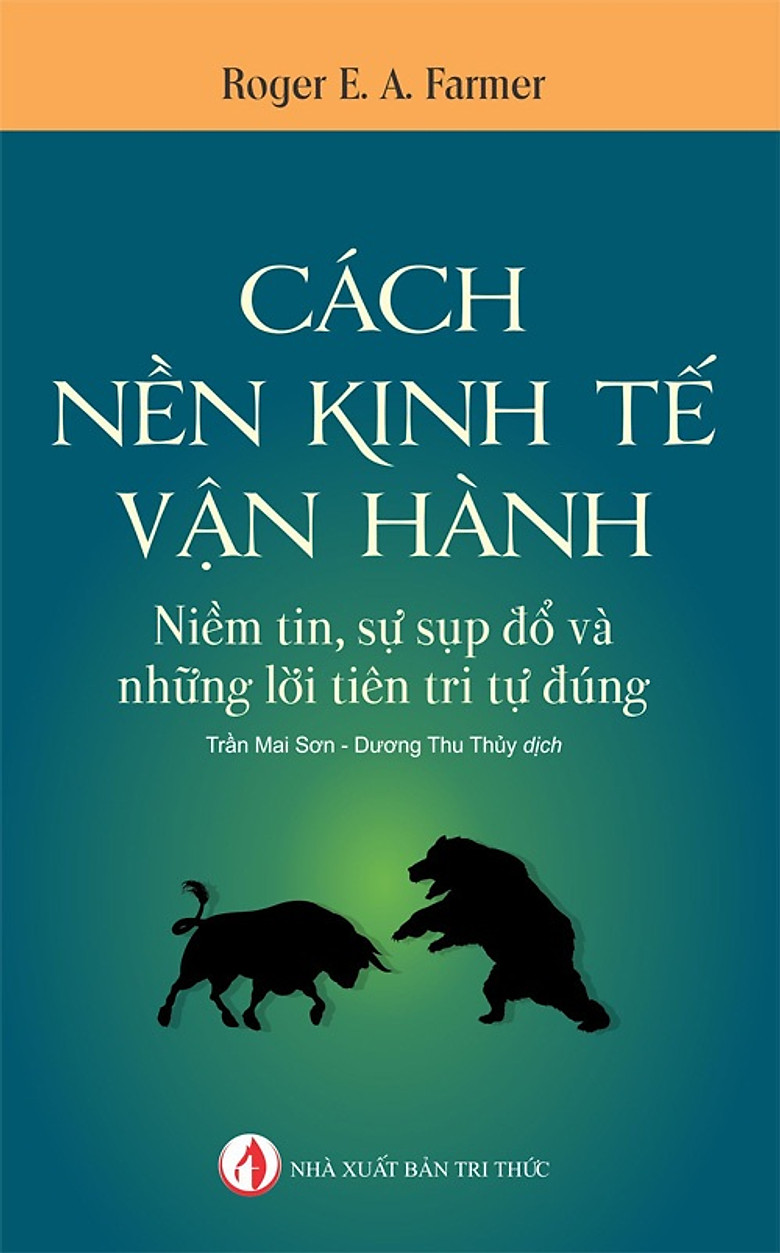 Roger E. A. Farmer
CÁCH
NỀN KINH TẾ
VẬN HÀNH
Niềm tin, sự sụp đổ và
những lời tiên tri tự đúng
Trần Mai Sơn - Dương Thu Thủy dịch
NHÀ XUẤT BẢN TRI THỨC